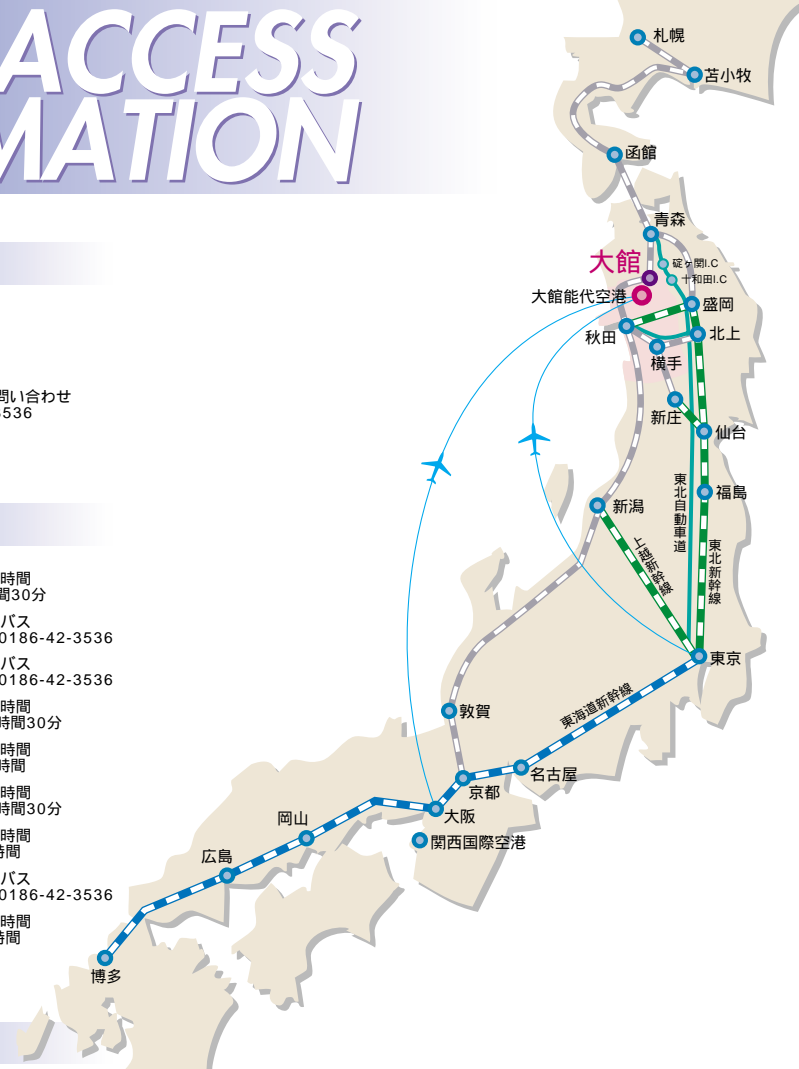 ACCESS
MATION
問い合わせ
3536
時間
間30分
バス
0186-42-3536
バス
0186-42-3536
時間
時間30分
時間
時間
時間
時間30分
時間
時間
バス
0186-42-3536
時間
時間
札幌
苫小牧
函館
青森
大館
碇ヶ関I.C
十和田I.C
大館能代空港
盛岡
秋田
北上
横手
新庄
仙台
福島
新潟
東北自動車道
上越新幹線
東北新幹線
東京
敦賀
東海道新幹線
名古屋
京都
大阪
岡山
関西国際空港
広島
博多